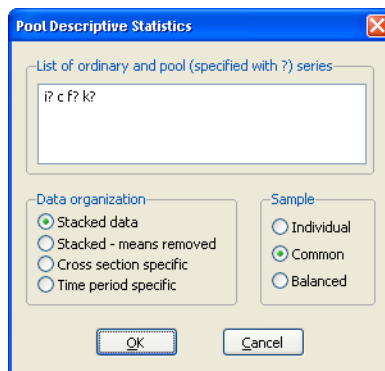 Pool Descriptive Statistics
List of ordinary and pool (specified with ?) series
i? c f? k?
Data organization
Stacked data
Stacked - means removed
Cross section specific
Time period specific
Sample
Individual
Common
Balanced
OK
Cancel